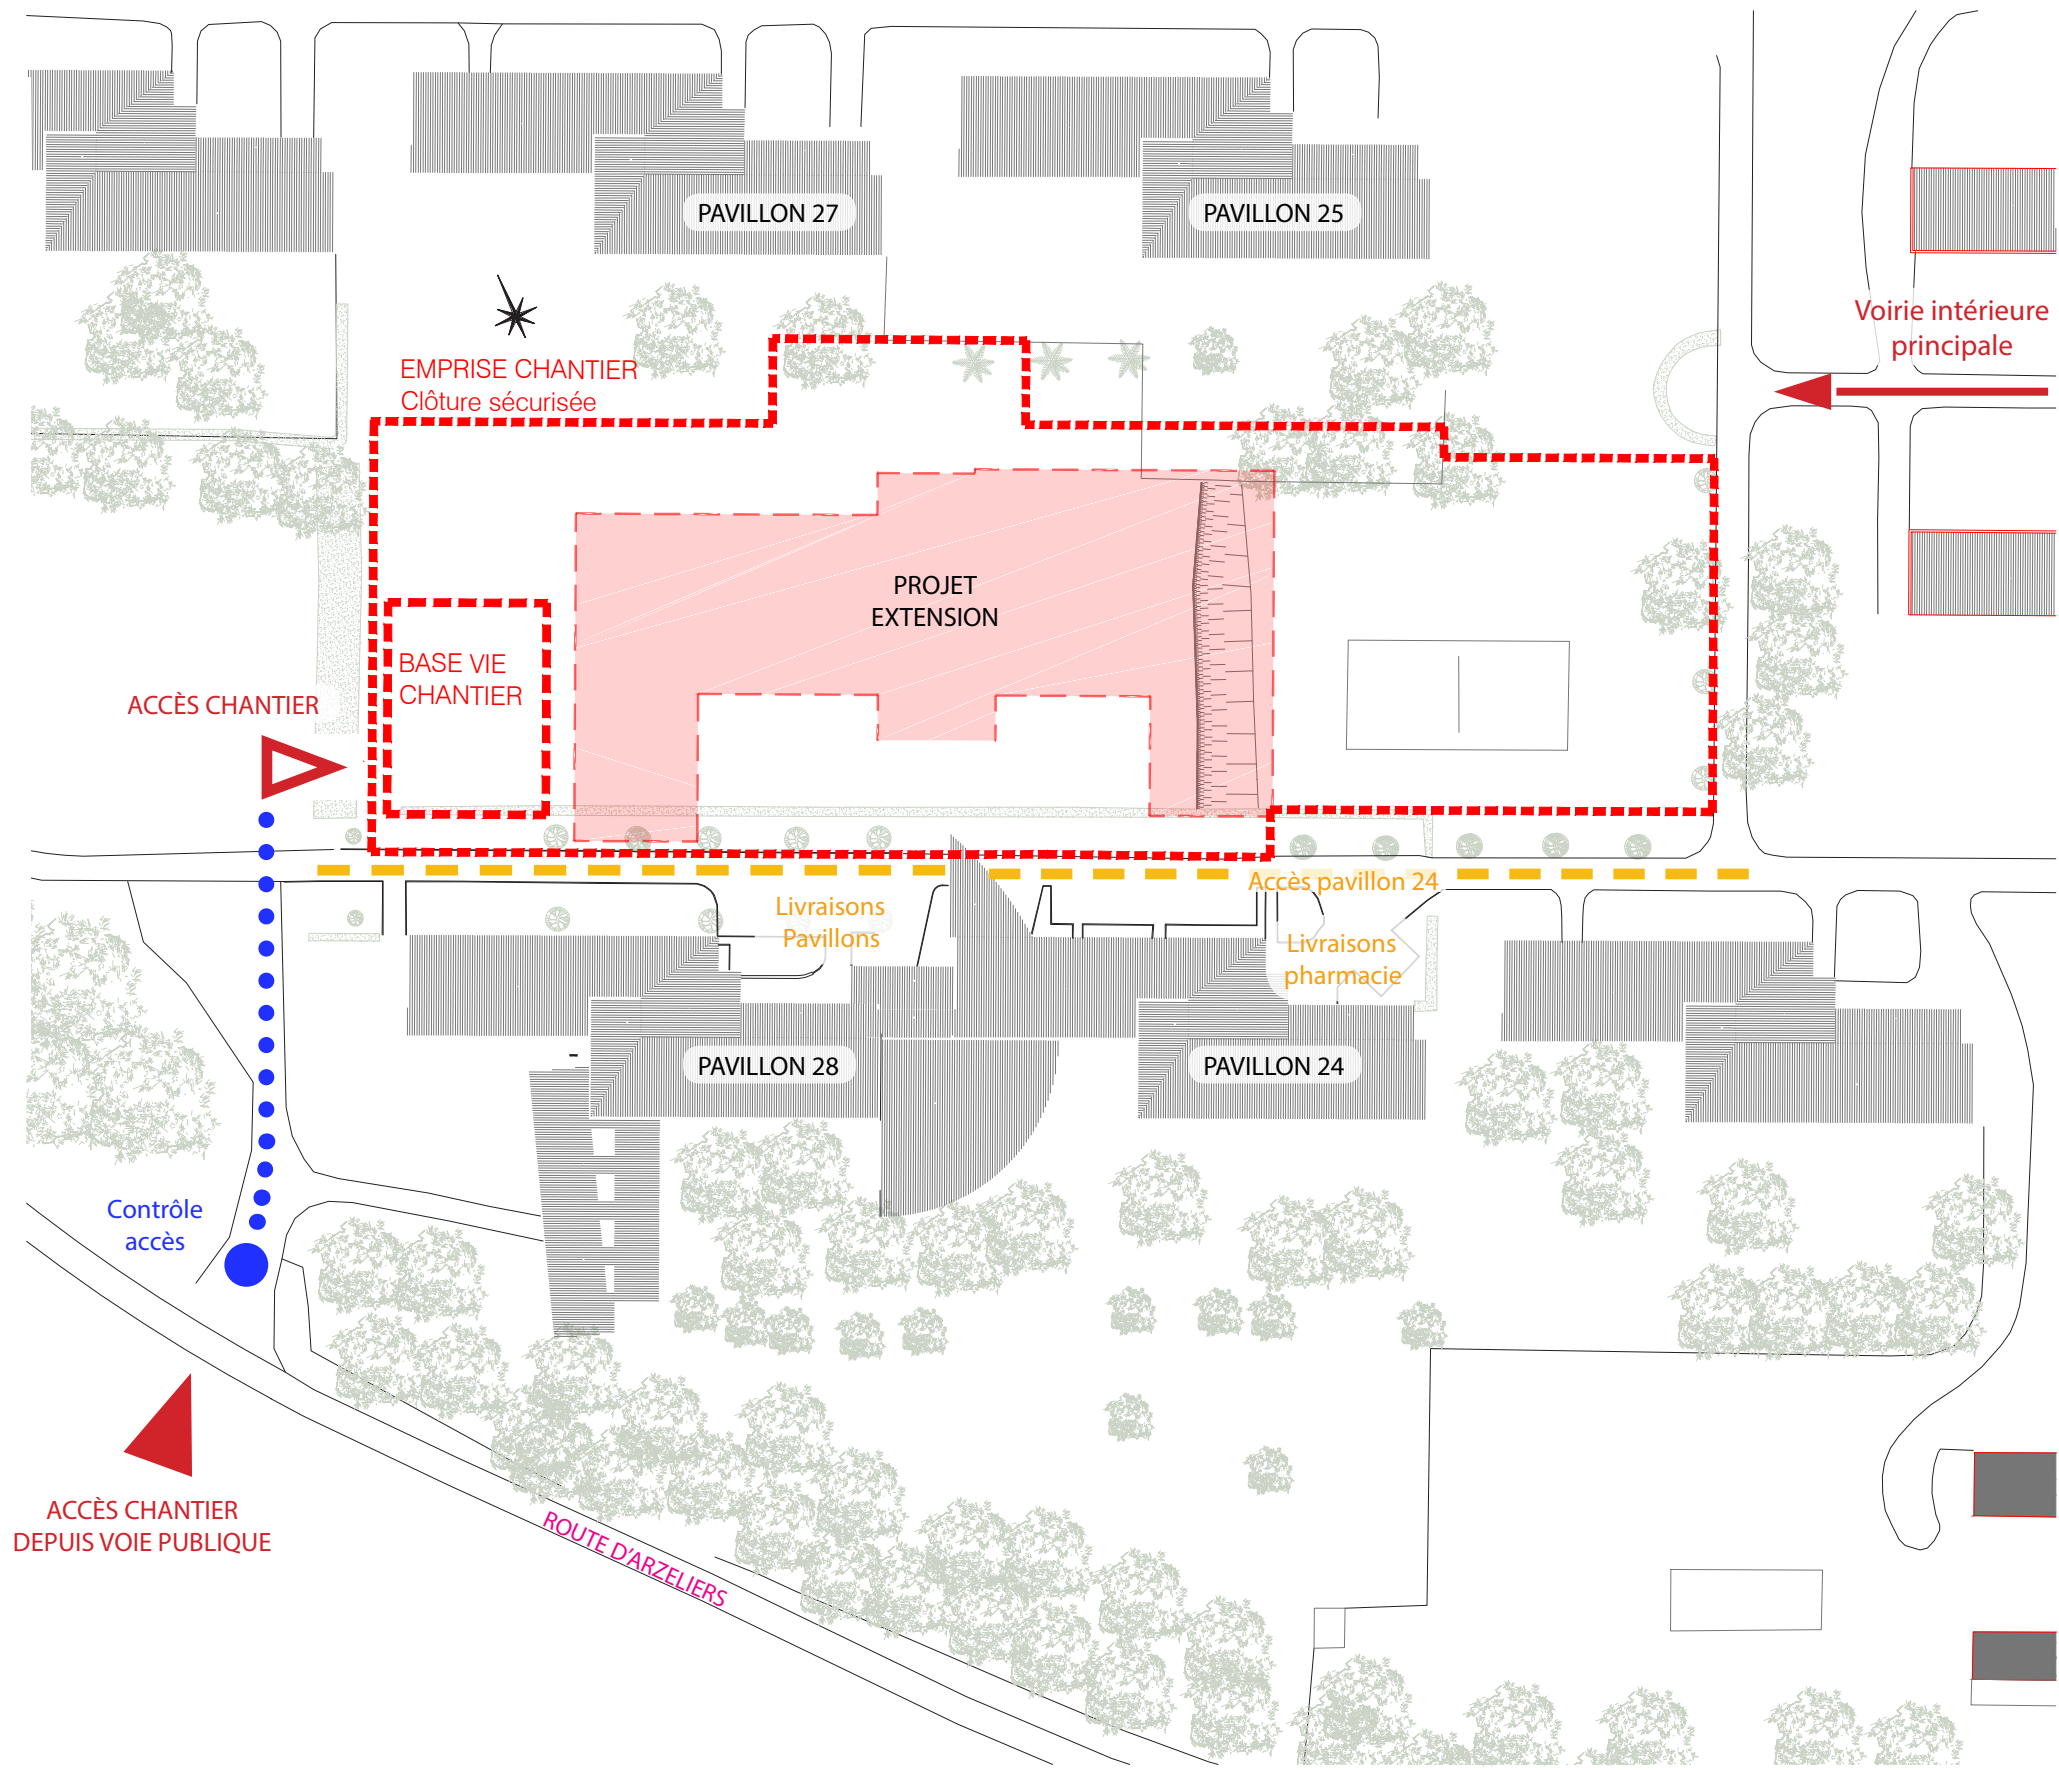 PAVILLON 27
PAVILLON 25
Voirie intérieure
principale
EMPRISE CHANTIER
Clôture sécurisée
PROJET
EXTENSION
BASE VIE
CHANTIER
ACCÈS CHANTIER
Accès pavillon 24
Livraisons
Pavillons
Livraisons
pharmacie
PAVILLON 28
PAVILLON 24
Contrôle
accès
ACCÈS CHANTIER
DEPUIS VOIE PUBLIQUE
ROUTE D'ARZELIERS